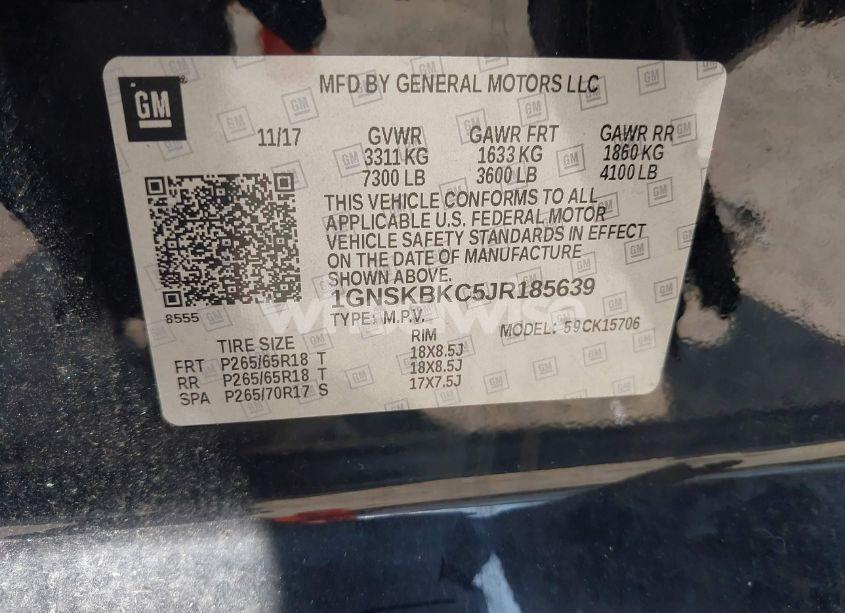 GM
MFD BY GENERAL MOTORS LLC
11/17 GVWR GAWR FRT GAWR RR
3311 KG 1633 KG 1860 KG
7300 LB 3600 LB 4100 LB
THIS VEHICLE CONFORMS TO ALL
APPLICABLE U.S. FEDERAL MOTOR
VEHICLE SAFETY STANDARDS IN EFFECT
ON THE DATE OF MANUFACTURE
SHOWN ABOVE.
1GNSKBKC5JR185639
8555
TYPE: M.P.V. MODEL: 59CK15706
TIRE SIZE RIM
FRT P265/65R18 T 18X8.5J
RR P265/65R18 T 18X8.5J
SPA P265/70R17 S 17X7.5J